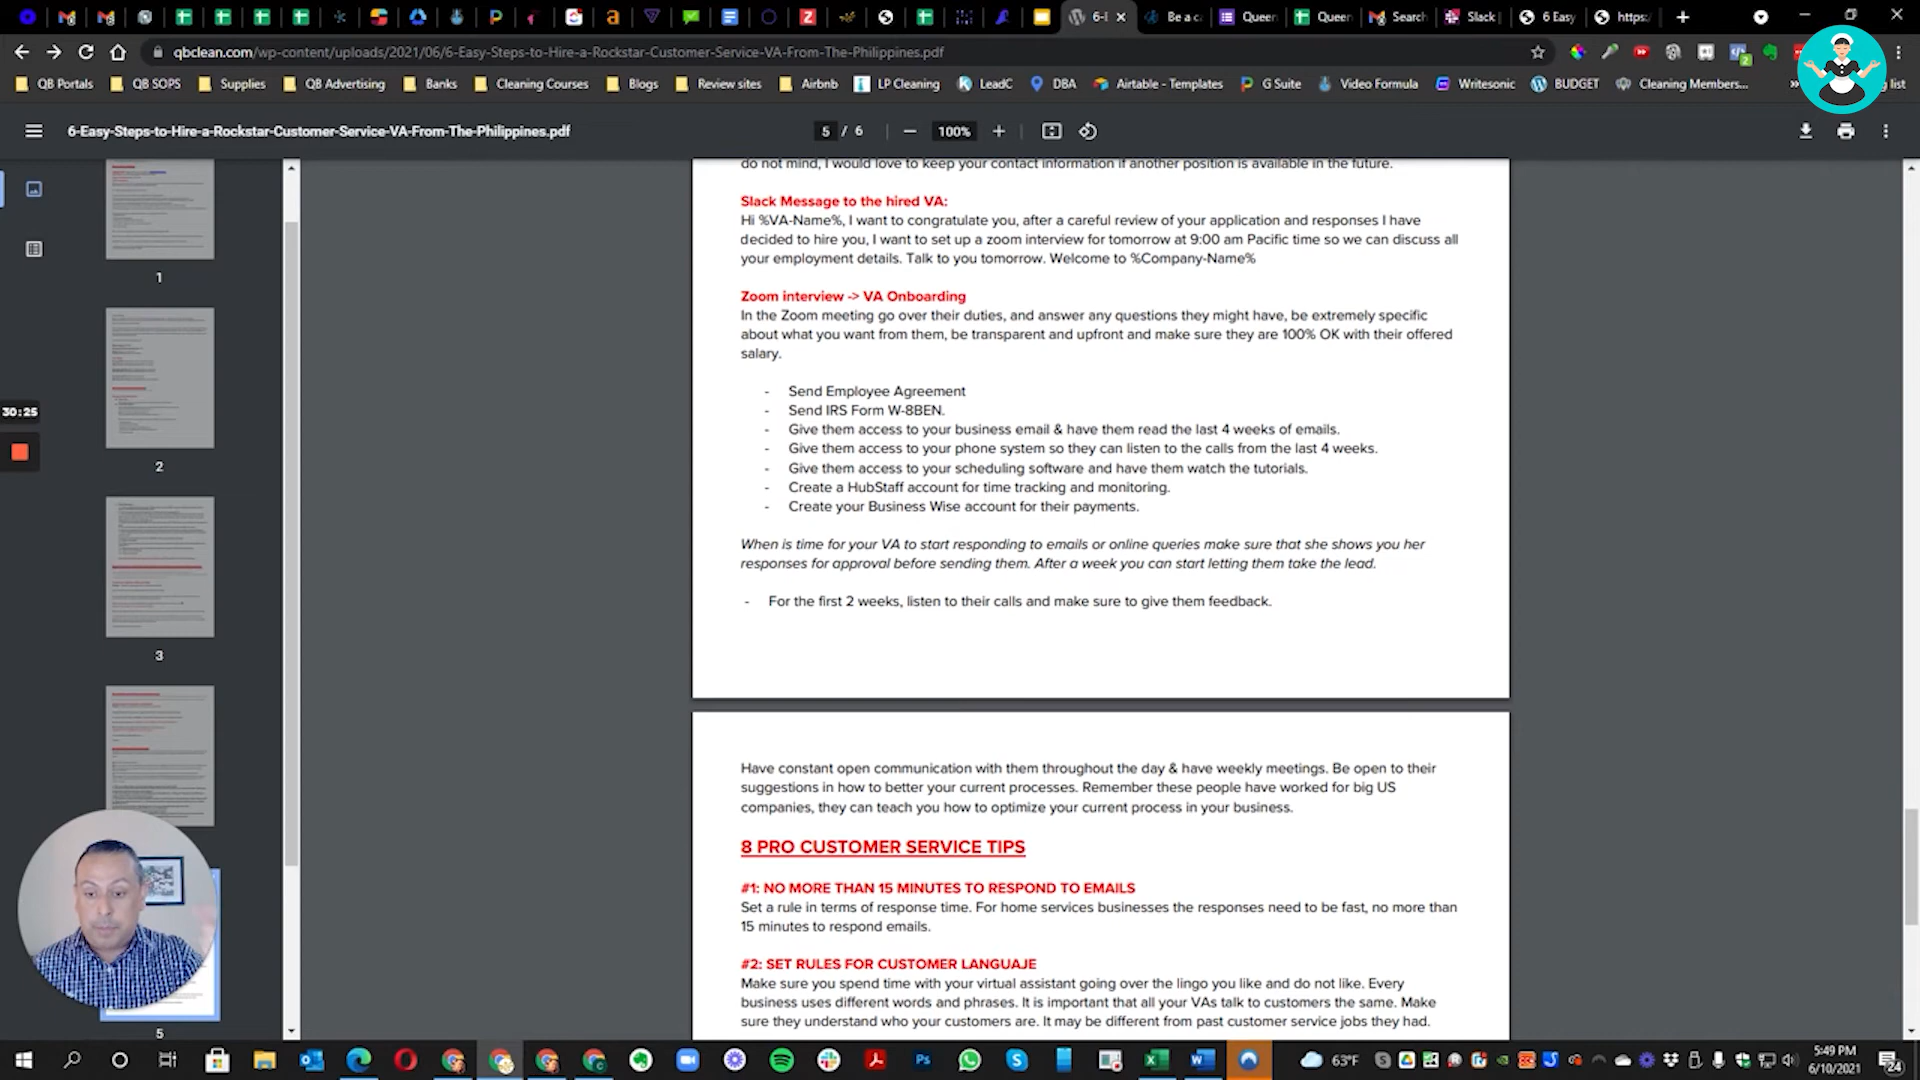 6-E
Be a c
Queen
Queen
Search
Slack
6 Easy
https:/
qbclean.com/wp-content/uploads/2021/06/6-Easy-Steps-to-Hire-a-Rockstar-Customer-Service-VA-From-The-Philippines.pdf
QB Portals
QB SOPS
Supplies
QB Advertising
Banks
Cleaning Courses
Blogs
Review sites
Airbnb
LP Cleaning
LeadC
DBA
Airtable - Templates
G Suite
Video Formula
Writesonic
BUDGET
Cleaning Members...
6-Easy-Steps-to-Hire-a-Rockstar-Customer-Service-VA-From-The-Philippines.pdf
5 / 6
100%
do not mind, I would love to keep your contact information if another position is available in the future.
Slack Message to the hired VA:
Hi %VA-Name%, I want to congratulate you, after a careful review of your application and responses I have
decided to hire you, I want to set up a zoom interview for tomorrow at 9:00 am Pacific time so we can discuss all
your employment details. Talk to you tomorrow. Welcome to %Company-Name%
Zoom interview -> VA Onboarding
In the Zoom meeting go over their duties, and answer any questions they might have, be extremely specific
about what you want from them, be transparent and upfront and make sure they are 100% OK with their offered
salary.
- Send Employee Agreement
- Send IRS Form W-8BEN.
- Give them access to your business email & have them read the last 4 weeks of emails.
- Give them access to your phone system so they can listen to the calls from the last 4 weeks.
- Give them access to your scheduling software and have them watch the tutorials.
- Create a HubStaff account for time tracking and monitoring.
- Create your Business Wise account for their payments.
When is time for your VA to start responding to emails or online queries make sure that she shows you her
responses for approval before sending them. After a week you can start letting them take the lead.
- For the first 2 weeks, listen to their calls and make sure to give them feedback.
Have constant open communication with them throughout the day & have weekly meetings. Be open to their
suggestions in how to better your current processes. Remember these people have worked for big US
companies, they can teach you how to optimize your current process in your business.
8 PRO CUSTOMER SERVICE TIPS
#1: NO MORE THAN 15 MINUTES TO RESPOND TO EMAILS
Set a rule in terms of response time. For home services businesses the responses need to be fast, no more than
15 minutes to respond emails.
#2: SET RULES FOR CUSTOMER LANGUAJE
Make sure you spend time with your virtual assistant going over the lingo you like and do not like. Every
business uses different words and phrases. It is important that all your VAs talk to customers the same. Make
sure they understand who your customers are. It may be different from past customer service jobs they had.
1
2
3
5
30:25
63°F
5:49 PM
6/10/2021
24